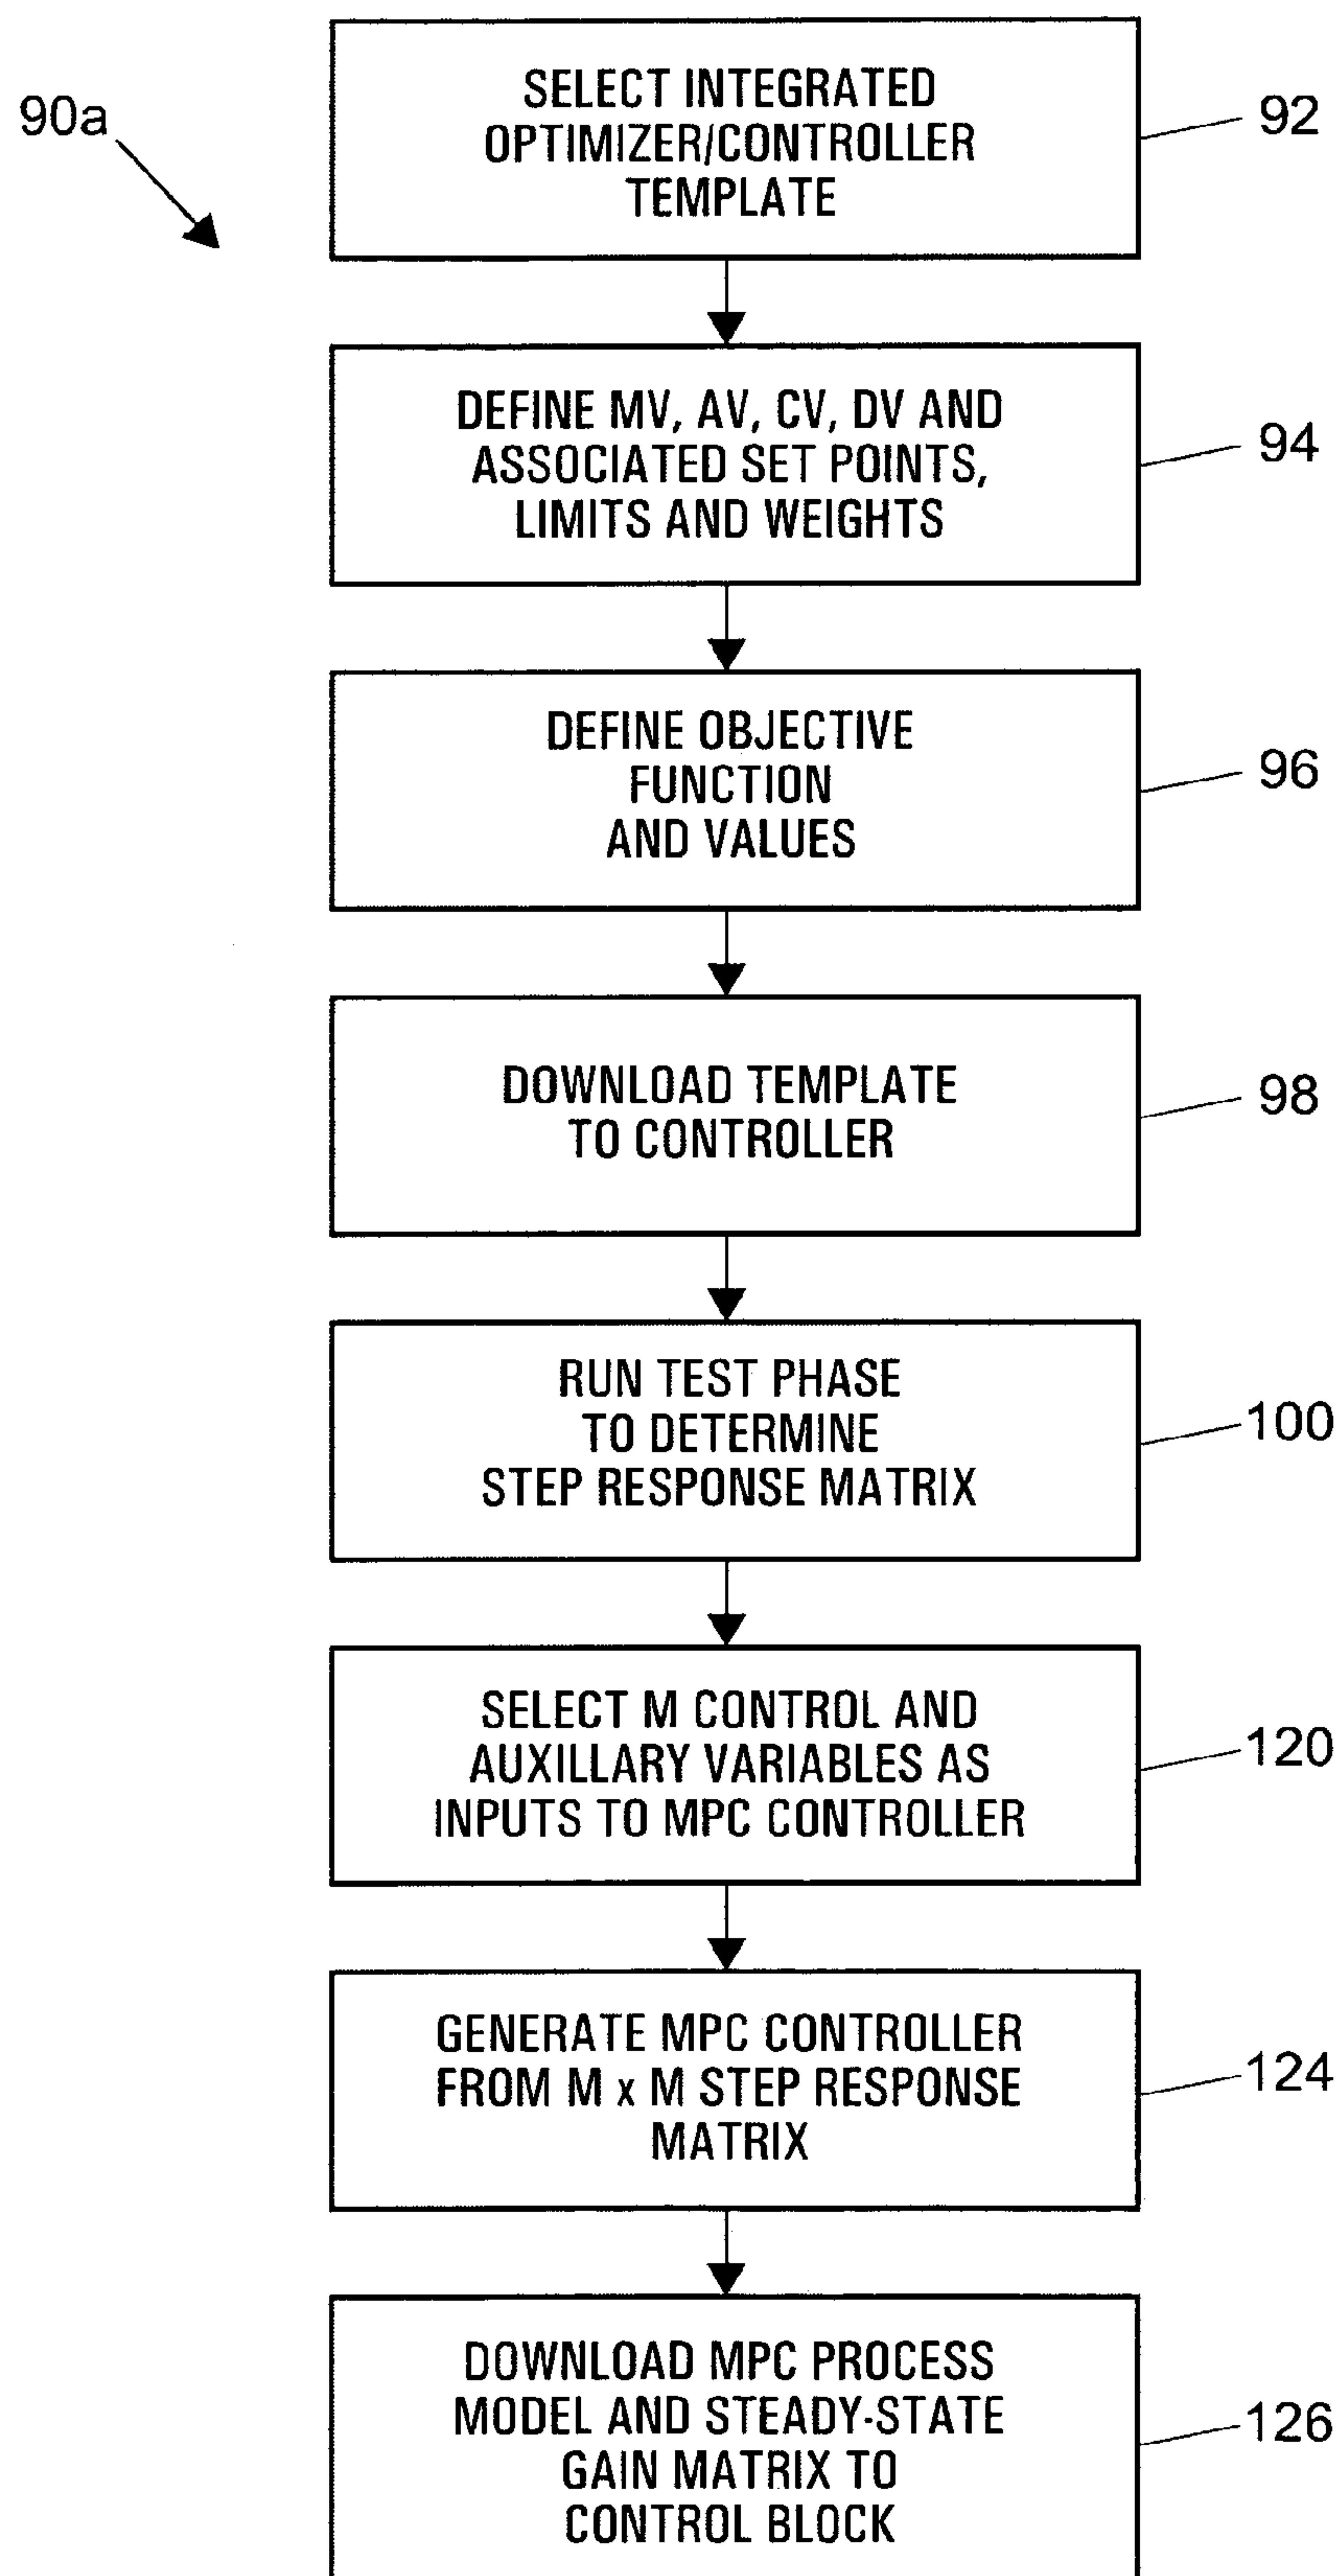 90a
SELECT INTEGRATED
OPTIMIZER/CONTROLLER
TEMPLATE
92
DEFINE MV, AV, CV, DV AND
ASSOCIATED SET POINTS,
LIMITS AND WEIGHTS
94
DEFINE OBJECTIVE
FUNCTION
AND VALUES
96
DOWNLOAD TEMPLATE
TO CONTROLLER
98
RUN TEST PHASE
TO DETERMINE
STEP RESPONSE MATRIX
100
SELECT M CONTROL AND
AUXILLARY VARIABLES AS
INPUTS TO MPC CONTROLLER
120
GENERATE MPC CONTROLLER
FROM M x M STEP RESPONSE
MATRIX
124
DOWNLOAD MPC PROCESS
MODEL AND STEADY-STATE
GAIN MATRIX TO
CONTROL BLOCK
126